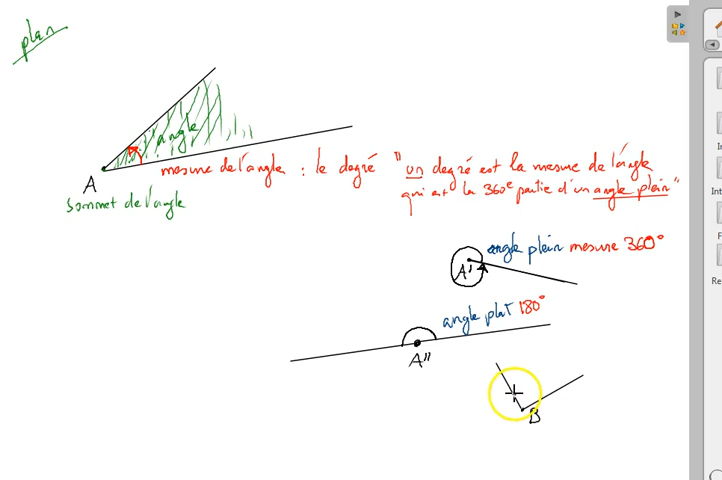 plan
angle
A
sommet de l'angle
mesure de l'angle : le degré "un degré est la mesure de l'angle
qui est la 360e partie d'un angle plein"
angle plein mesure 360°
A'
angle plat 180°
A"
B